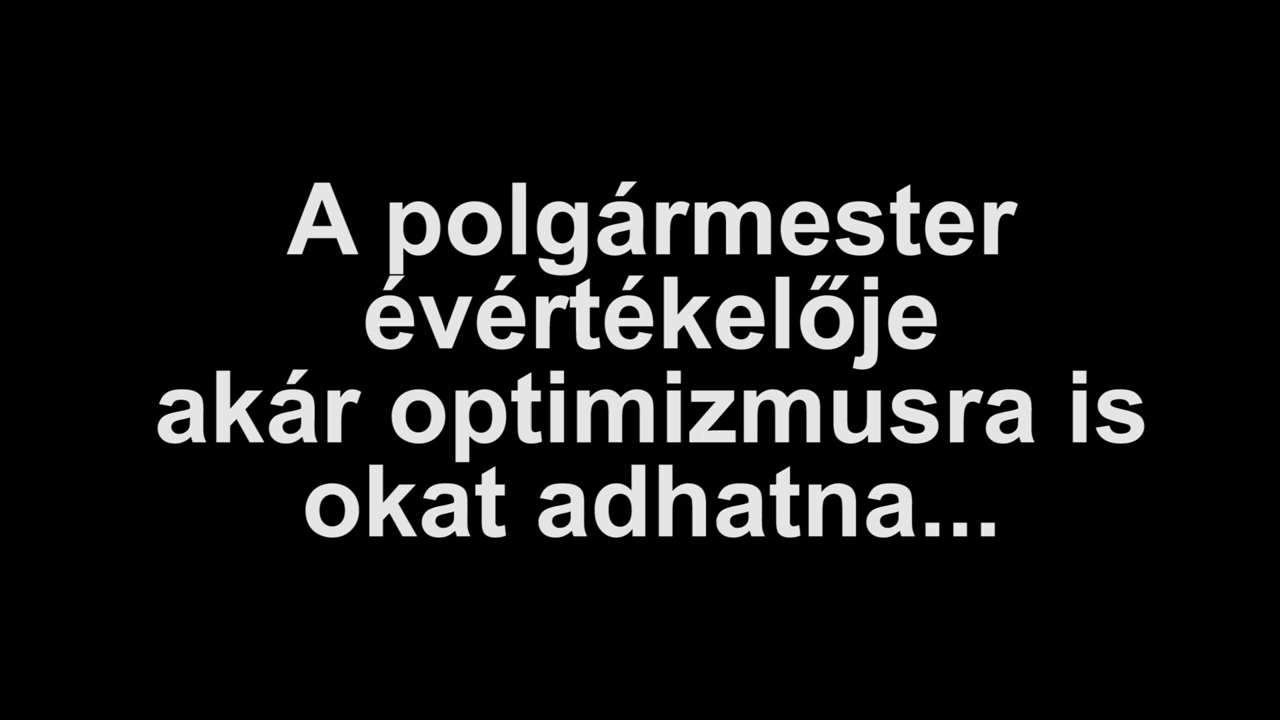 A polgármester
évértékelője
akár optimizmusra is
okat adhatna...